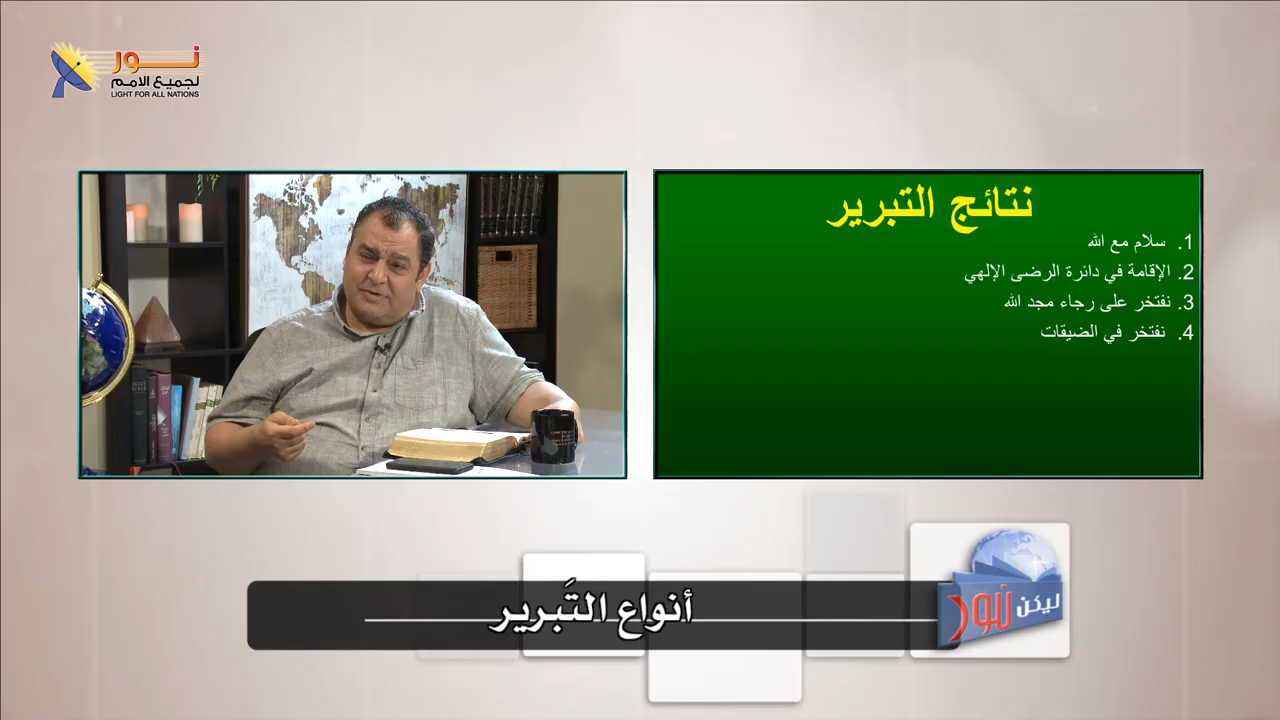 نور
لجميع الامم
LIGHT FOR ALL NATIONS
نتائج التبرير
1. سلام مع الله
2. الإقامة في دائرة الرضى الإلهي
3. نفتخر على رجاء مجد الله
4. نفتخر في الضيقات
أنواع التَبرير
ليكن نور